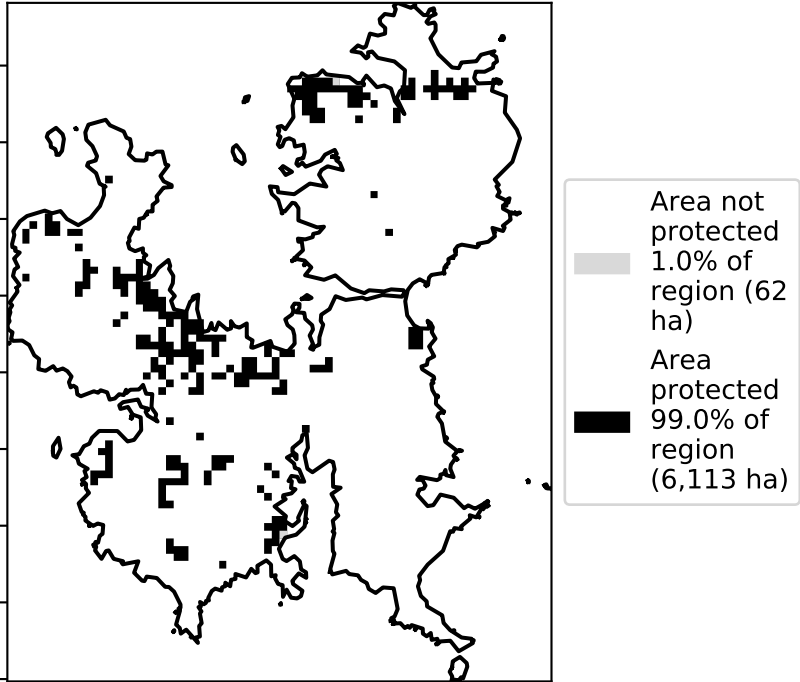 Area not
protected
1.0% of
region (62
ha)
Area
protected
99.0% of
region
(6,113 ha)